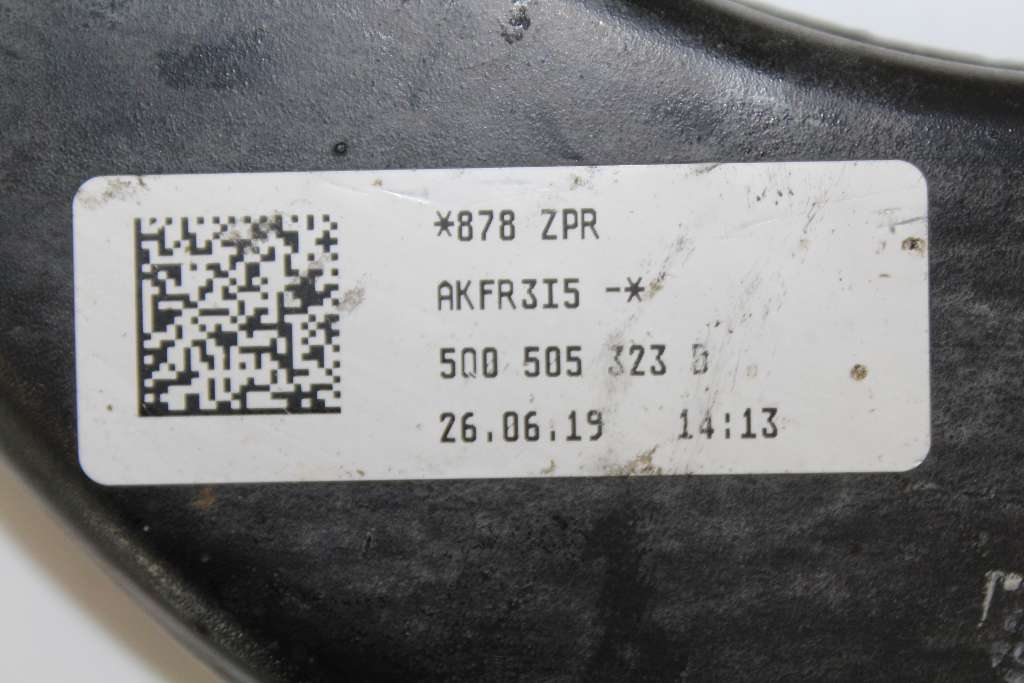 *878 ZPR
AKFR3I5 -*
5Q0 505 323
26.06.19 14:13